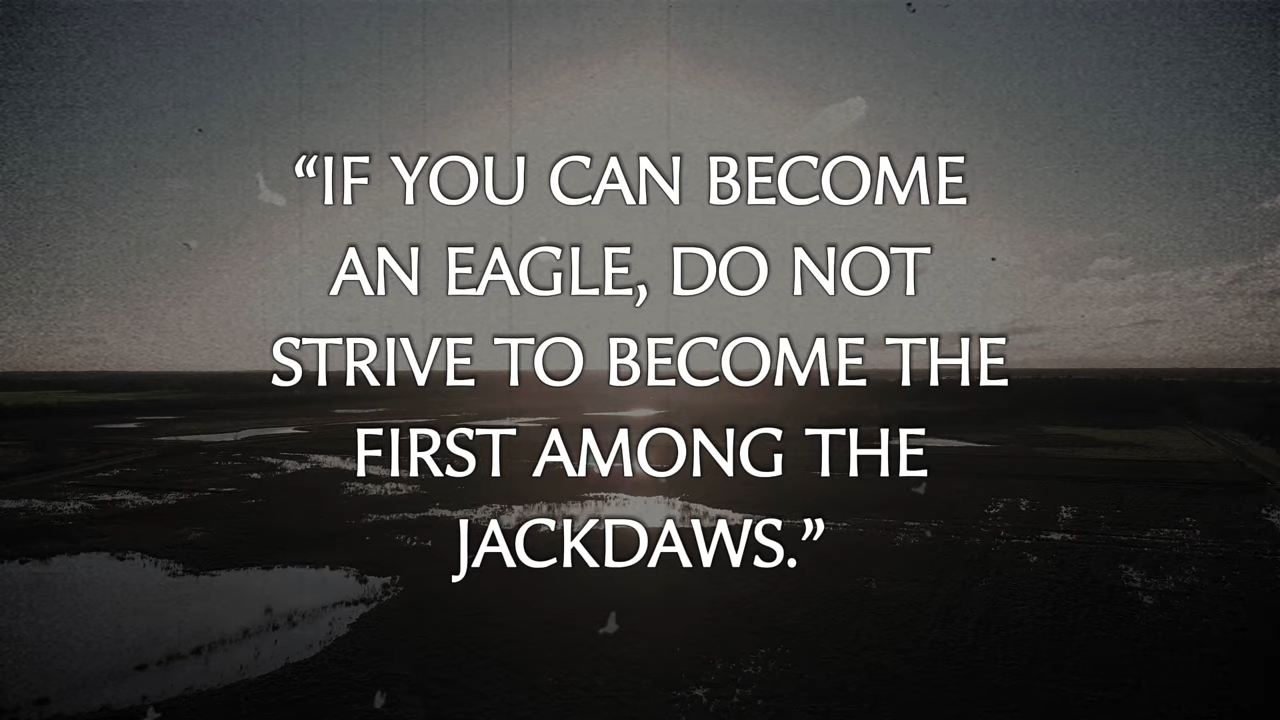 “IF YOU CAN BECOME
AN EAGLE, DO NOT
STRIVE TO BECOME THE
FIRST AMONG THE
JACKDAWS.”